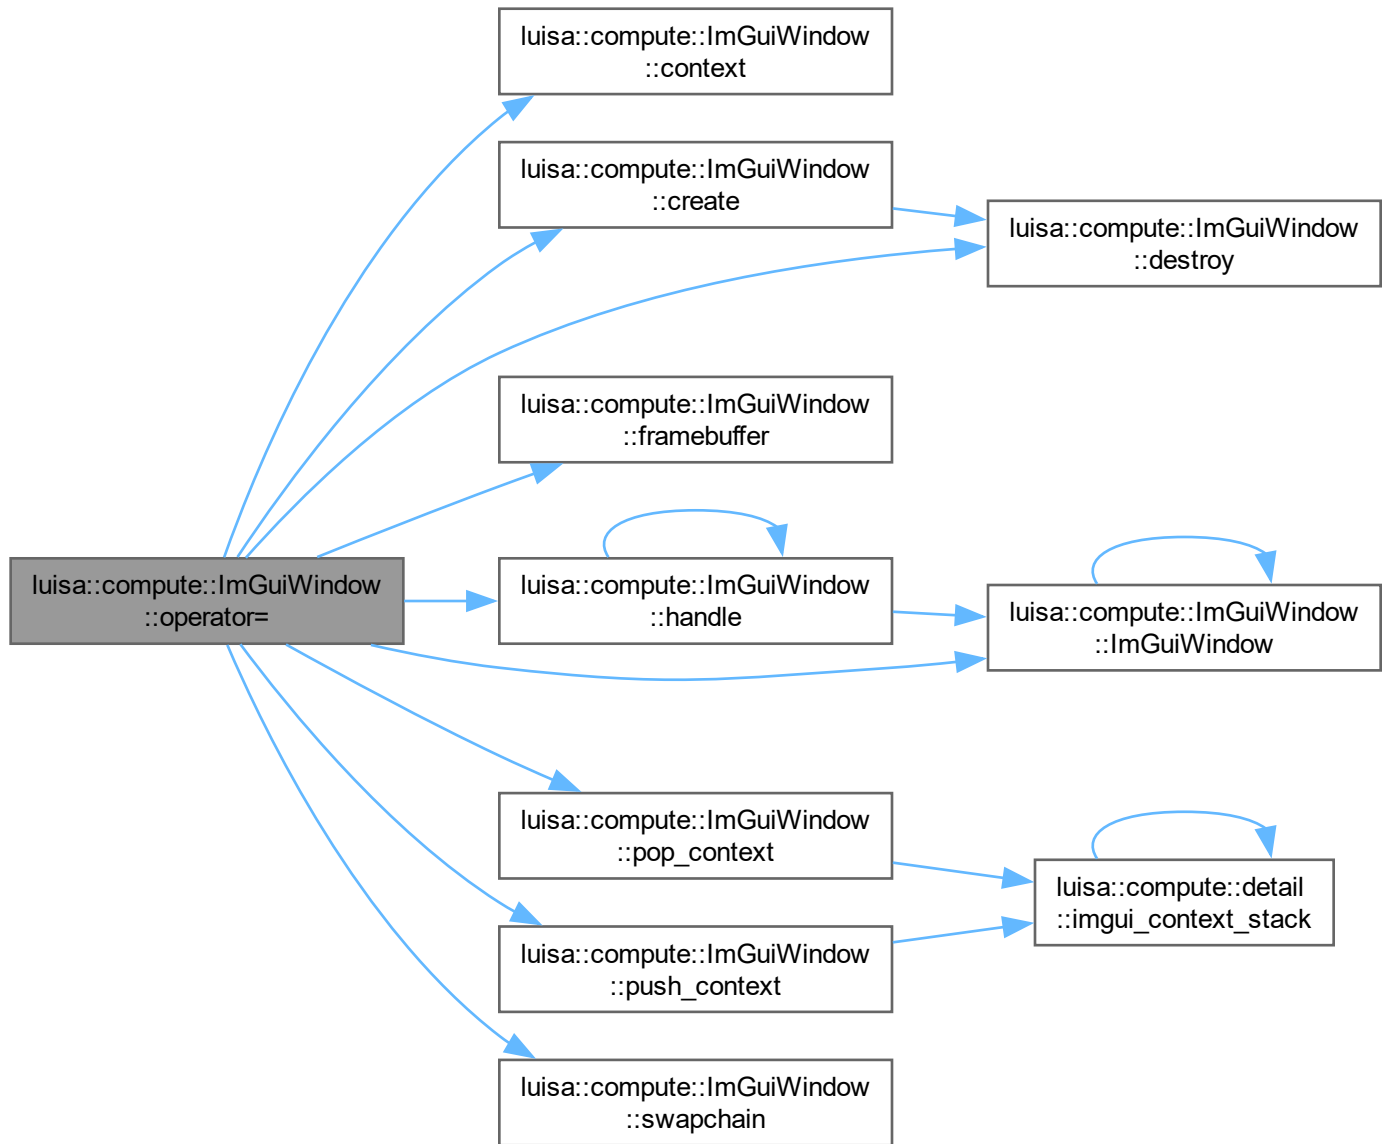 luisa::compute::ImGuiWindow
::context
luisa::compute::ImGuiWindow
::create
luisa::compute::ImGuiWindow
::destroy
luisa::compute::ImGuiWindow
::framebuffer
luisa::compute::ImGuiWindow
::operator=
luisa::compute::ImGuiWindow
::handle
luisa::compute::ImGuiWindow
::ImGuiWindow
luisa::compute::ImGuiWindow
::pop_context
luisa::compute::detail
::imgui_context_stack
luisa::compute::ImGuiWindow
::push_context
luisa::compute::ImGuiWindow
::swapchain